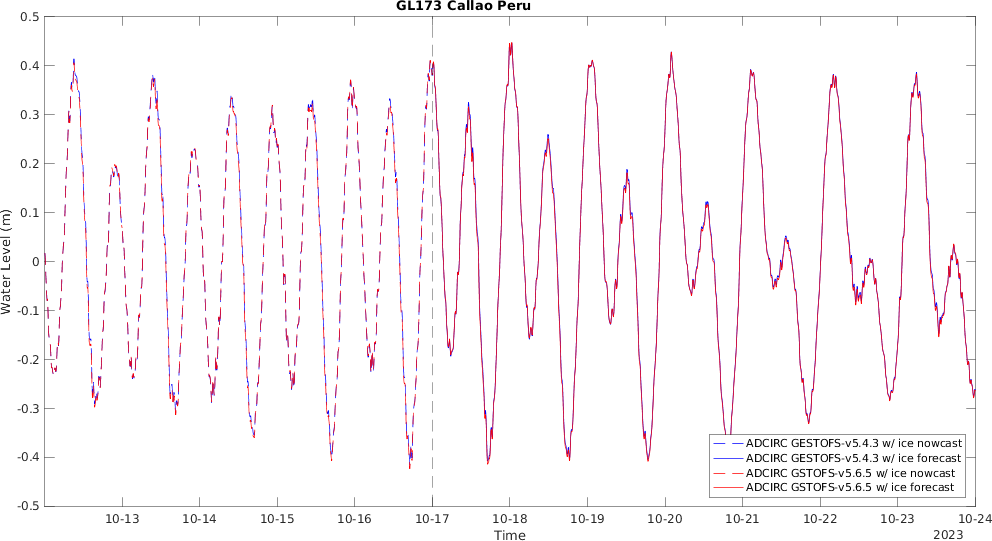 GL173 Callao Peru
0.5
0.4
0.3
0.2
0.1
0
-0.1
-0.2
-0.3
-0.4
-0.5
Water Level (m)
ADCIRC GESTOFS-v5.4.3 w/ ice nowcast
ADCIRC GESTOFS-v5.4.3 w/ ice forecast
ADCIRC GSTOFS-v5.6.5 w/ ice nowcast
ADCIRC GSTOFS-v5.6.5 w/ ice forecast
10-13 10-14 10-15 10-16 10-17 10-18 10-19 10-20 10-21 10-22 10-23 10-24
Time 2023